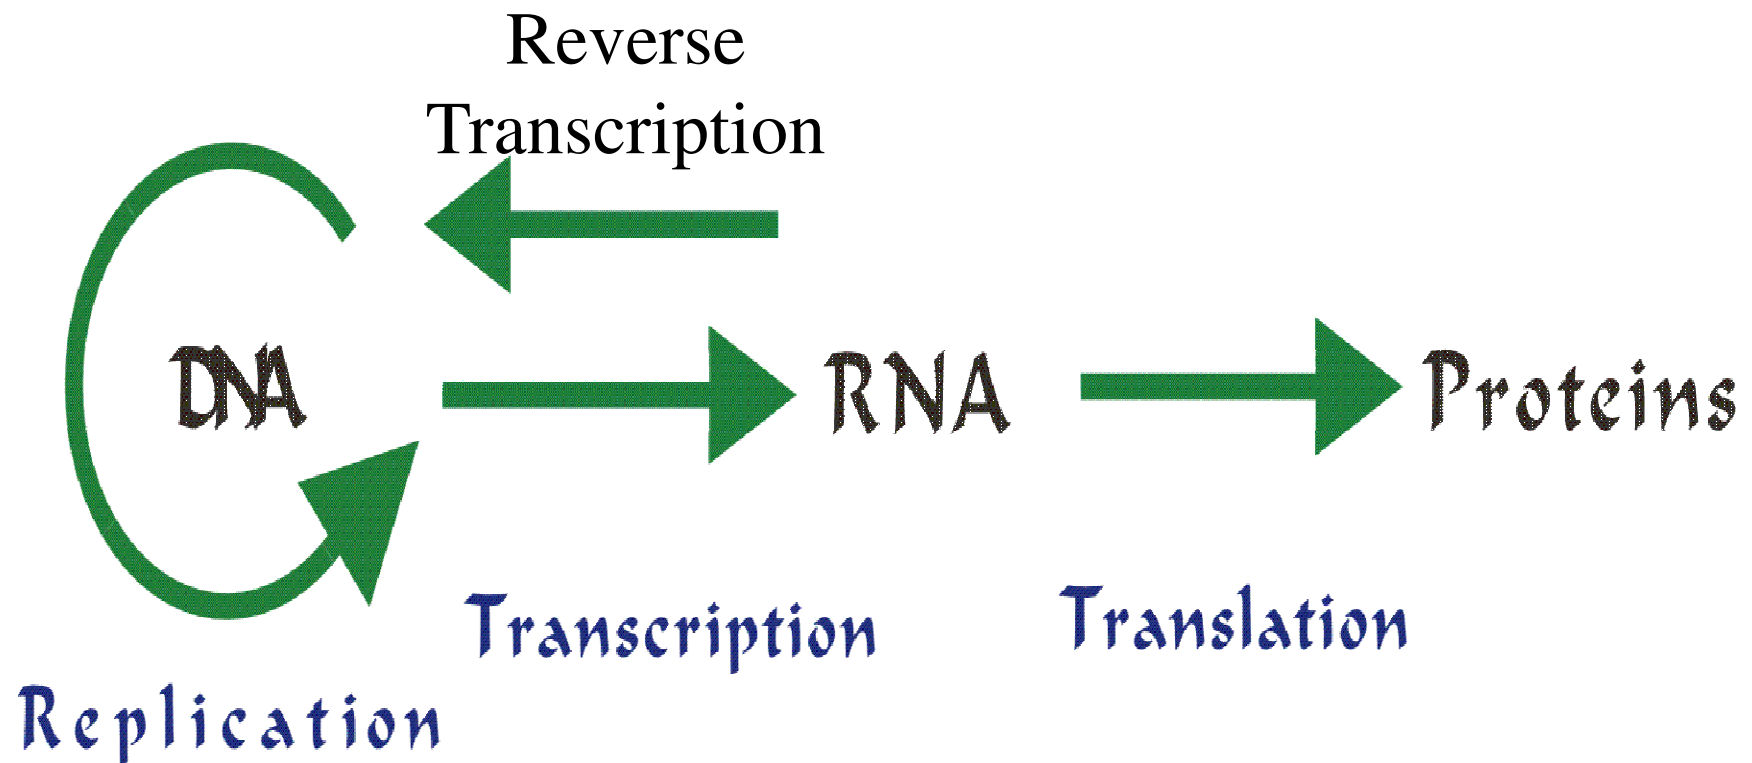 Reverse
Transcription
DNA
RNA
Proteins
Transcription
Translation
Replication